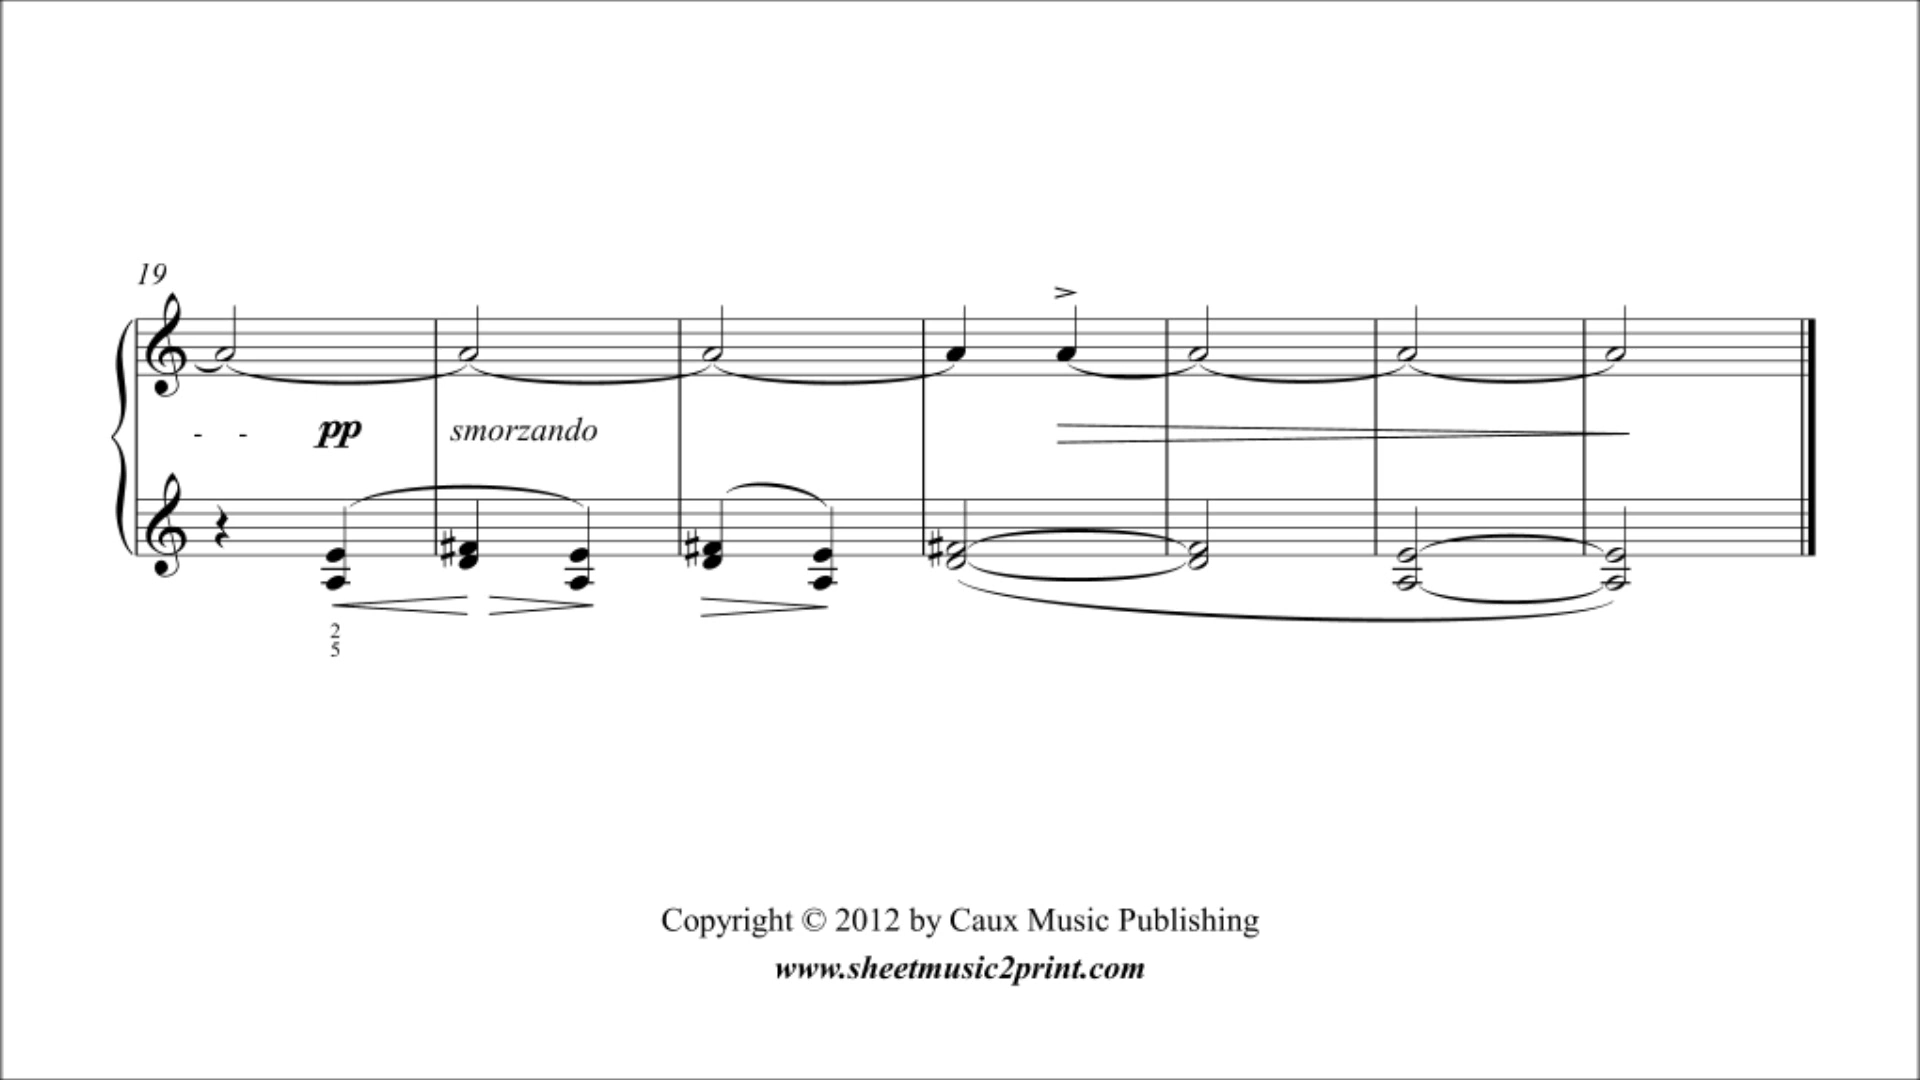 19
- - pp smorzando
2
5
Copyright © 2012 by Caux Music Publishing
www.sheetmusic2print.com